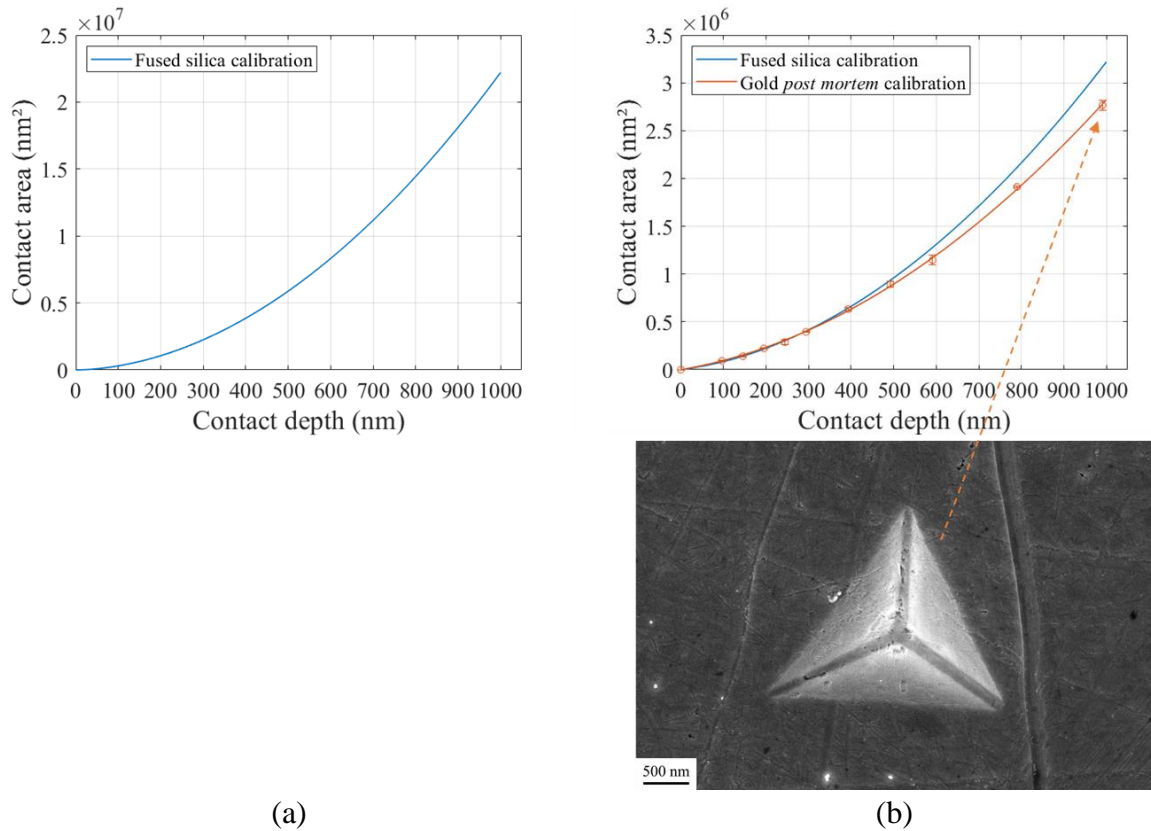 ×10⁷
Fused silica calibration
2.5
2
1.5
1
0.5
0
Contact area (nm²)
0 100 200 300 400 500 600 700 800 900 1000
Contact depth (nm)
×10⁶
Fused silica calibration
Gold post mortem calibration
3.5
3
2.5
2
1.5
1
0.5
0
Contact area (nm²)
0 100 200 300 400 500 600 700 800 900 1000
Contact depth (nm)
500 nm
(a)
(b)